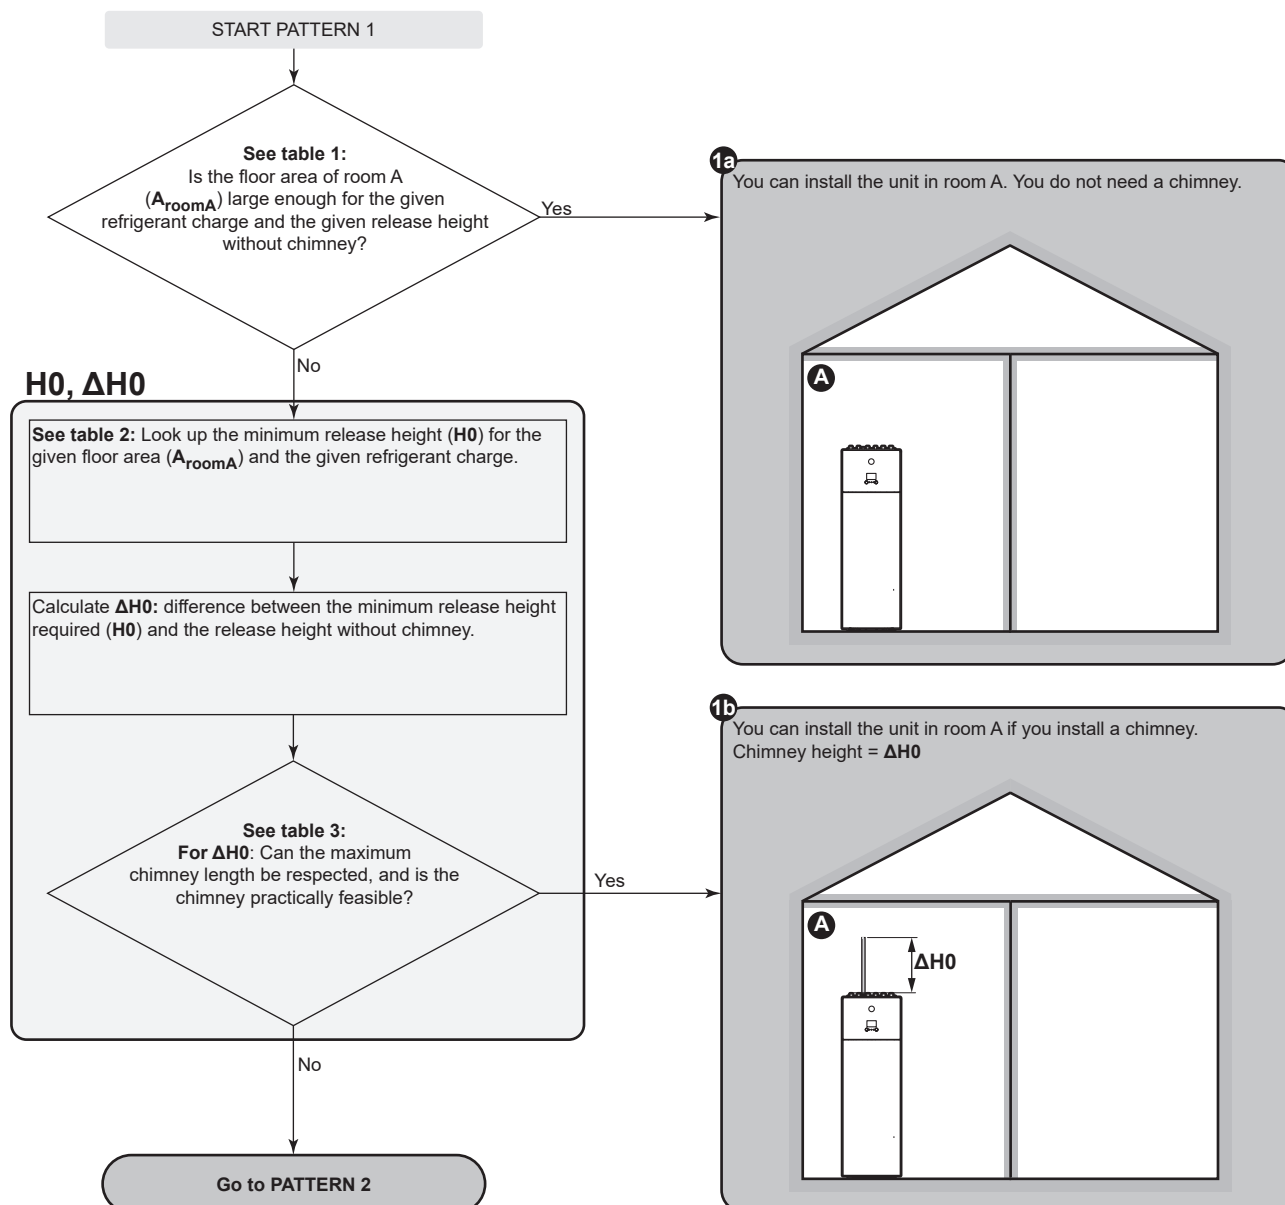 START PATTERN 1
See table 1:
Is the floor area of room A
(AroomA) large enough for the given
refrigerant charge and the given release height
without chimney?
Yes
No
1a
You can install the unit in room A. You do not need a chimney.
A
H0, ΔH0
See table 2: Look up the minimum release height (H0) for the
given floor area (AroomA) and the given refrigerant charge.
Calculate ΔH0: difference between the minimum release height
required (H0) and the release height without chimney.
See table 3:
For ΔH0: Can the maximum
chimney length be respected, and is the
chimney practically feasible?
Yes
No
1b
You can install the unit in room A if you install a chimney.
Chimney height = ΔH0
A
ΔH0
Go to PATTERN 2